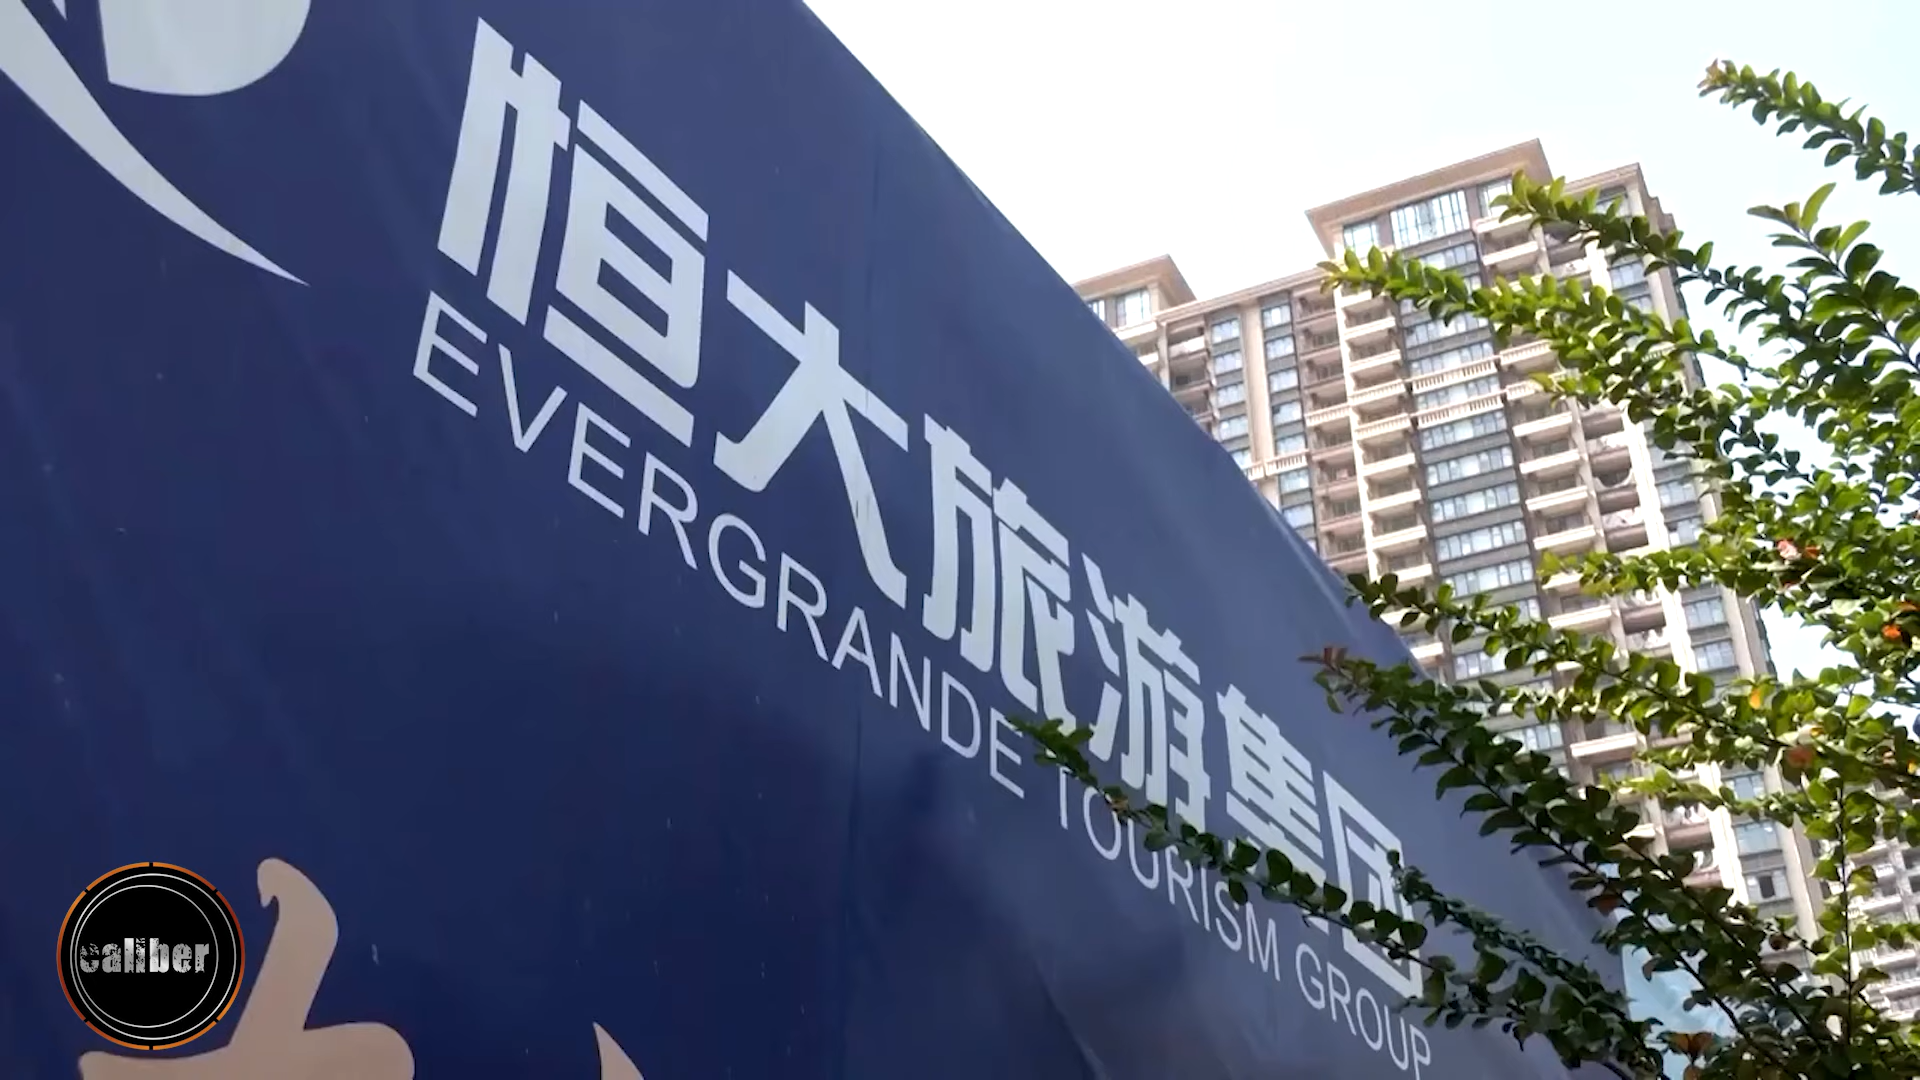 恒大旅游集团
EVERGRANDE TOURISM GROUP
caliber